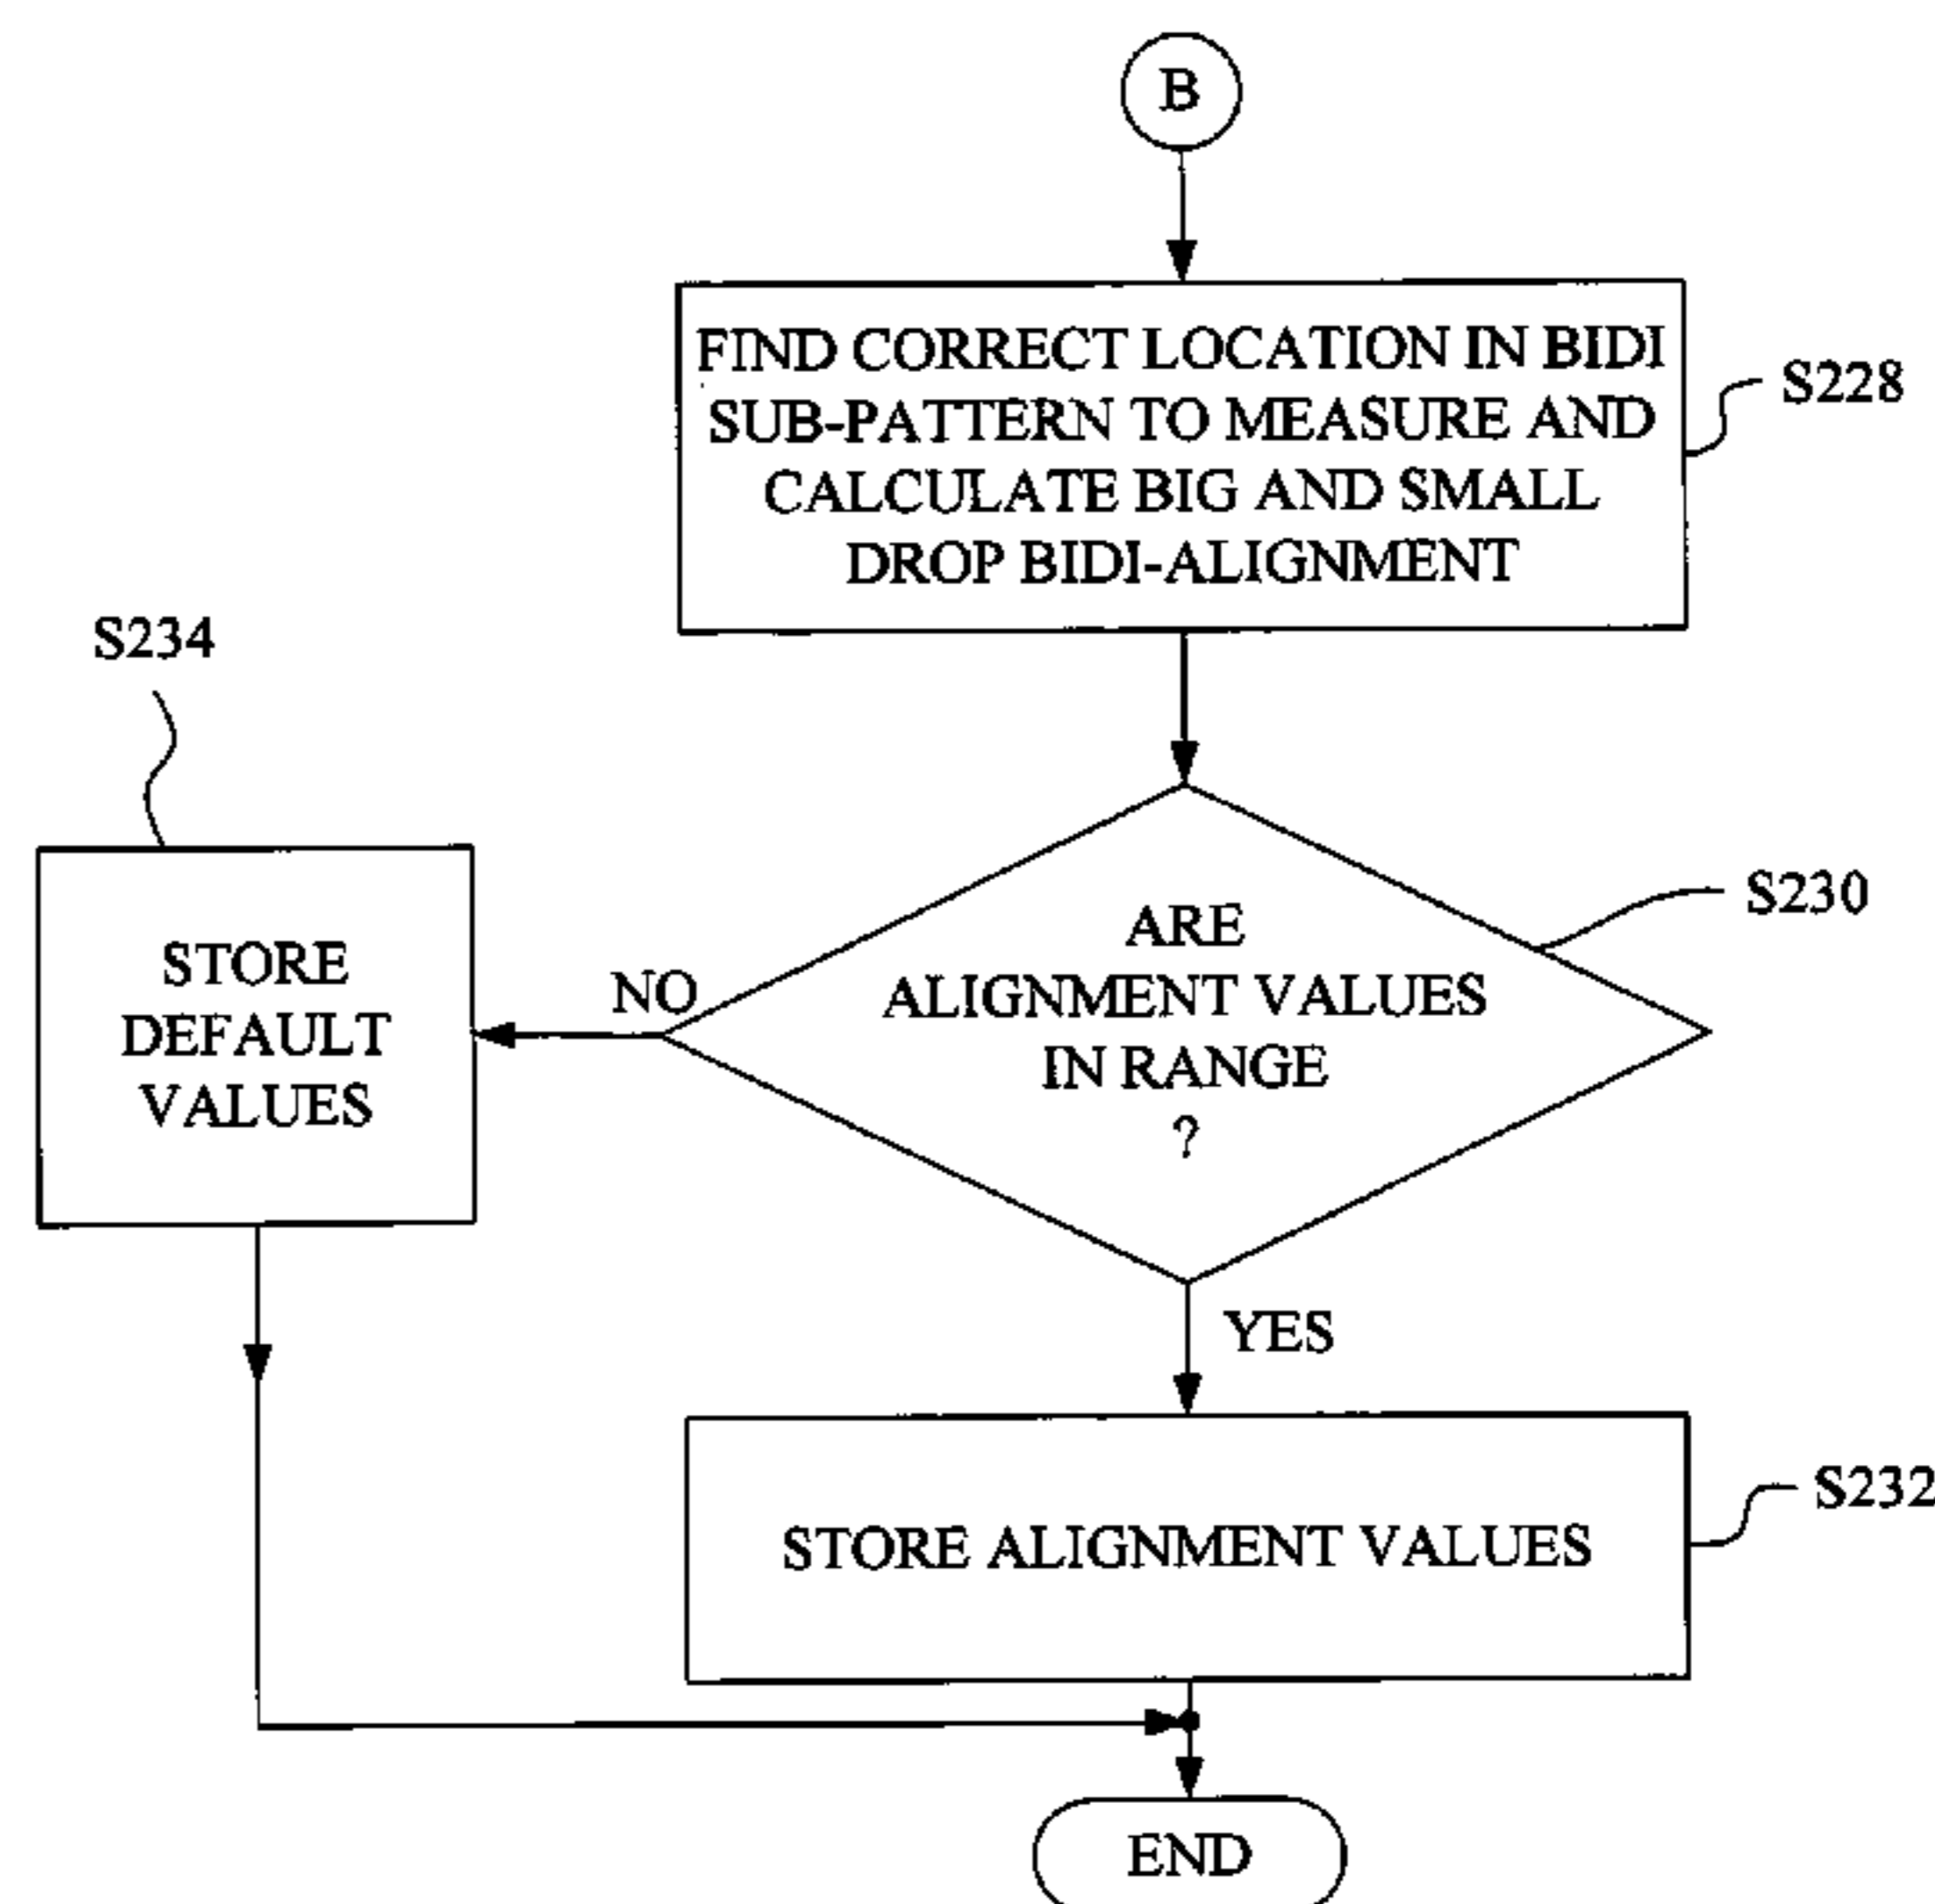 B
FIND CORRECT LOCATION IN BIDI
SUB-PATTERN TO MEASURE AND
CALCULATE BIG AND SMALL
DROP BIDI-ALIGNMENT
S228
S234
STORE
DEFAULT
VALUES
NO
ARE
ALIGNMENT VALUES
IN RANGE
?
S230
YES
STORE ALIGNMENT VALUES
S232
END